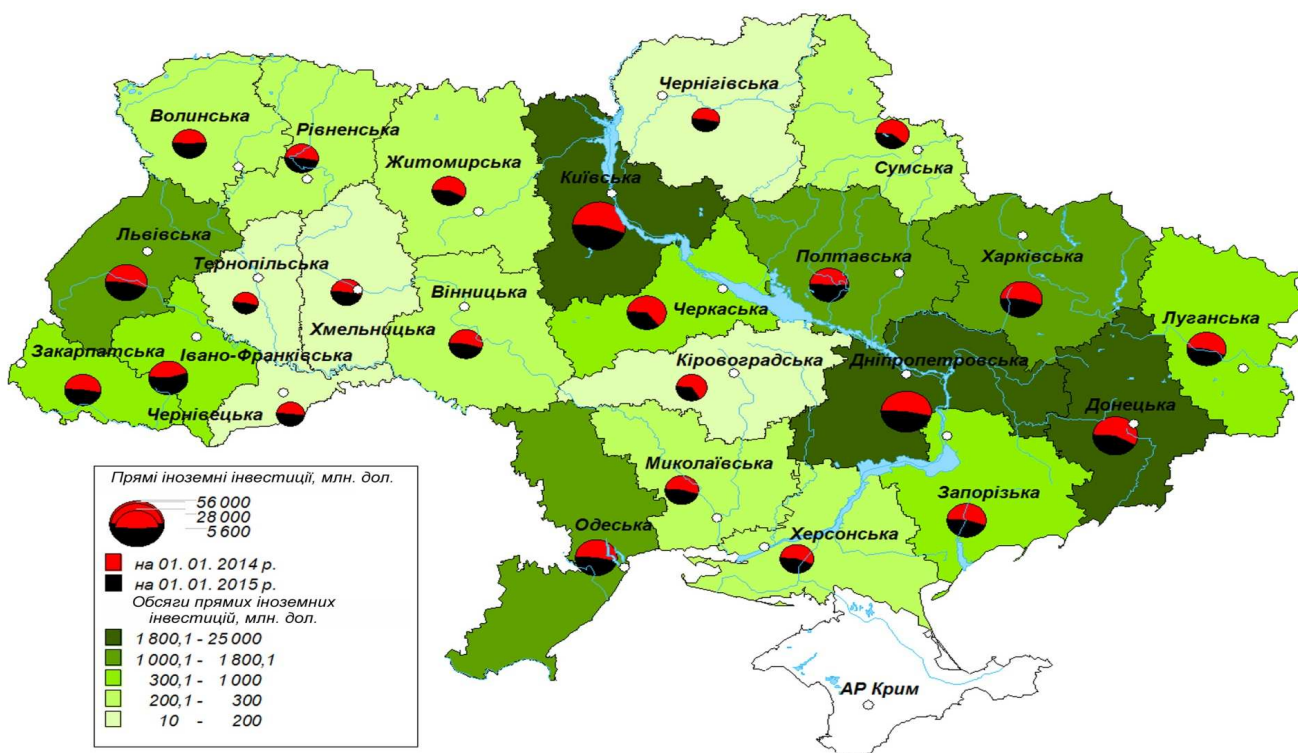 Чернігівська
Волинська
Рівненська
Житомирська
Сумська
Київська
Львівська
Тернопільська
Полтавська
Харківська
Вінницька
Черкаська
Хмельницька
Луганська
Закарпатська
Івано-Франківська
Кіровоградська
Дніпропетровська
Чернівецька
Донецька
Миколаївська
Запорізька
Одеська
Херсонська
АР Крим
Прямі іноземні інвестиції, млн. дол.
56 000
28 000
5 600
на 01. 01. 2014 р.
на 01. 01. 2015 р.
Обсяги прямих іноземних
інвестицій, млн. дол.
1 800,1 - 25 000
1 000,1 - 1 800,1
300,1 - 1 000
200,1 - 300
10 - 200